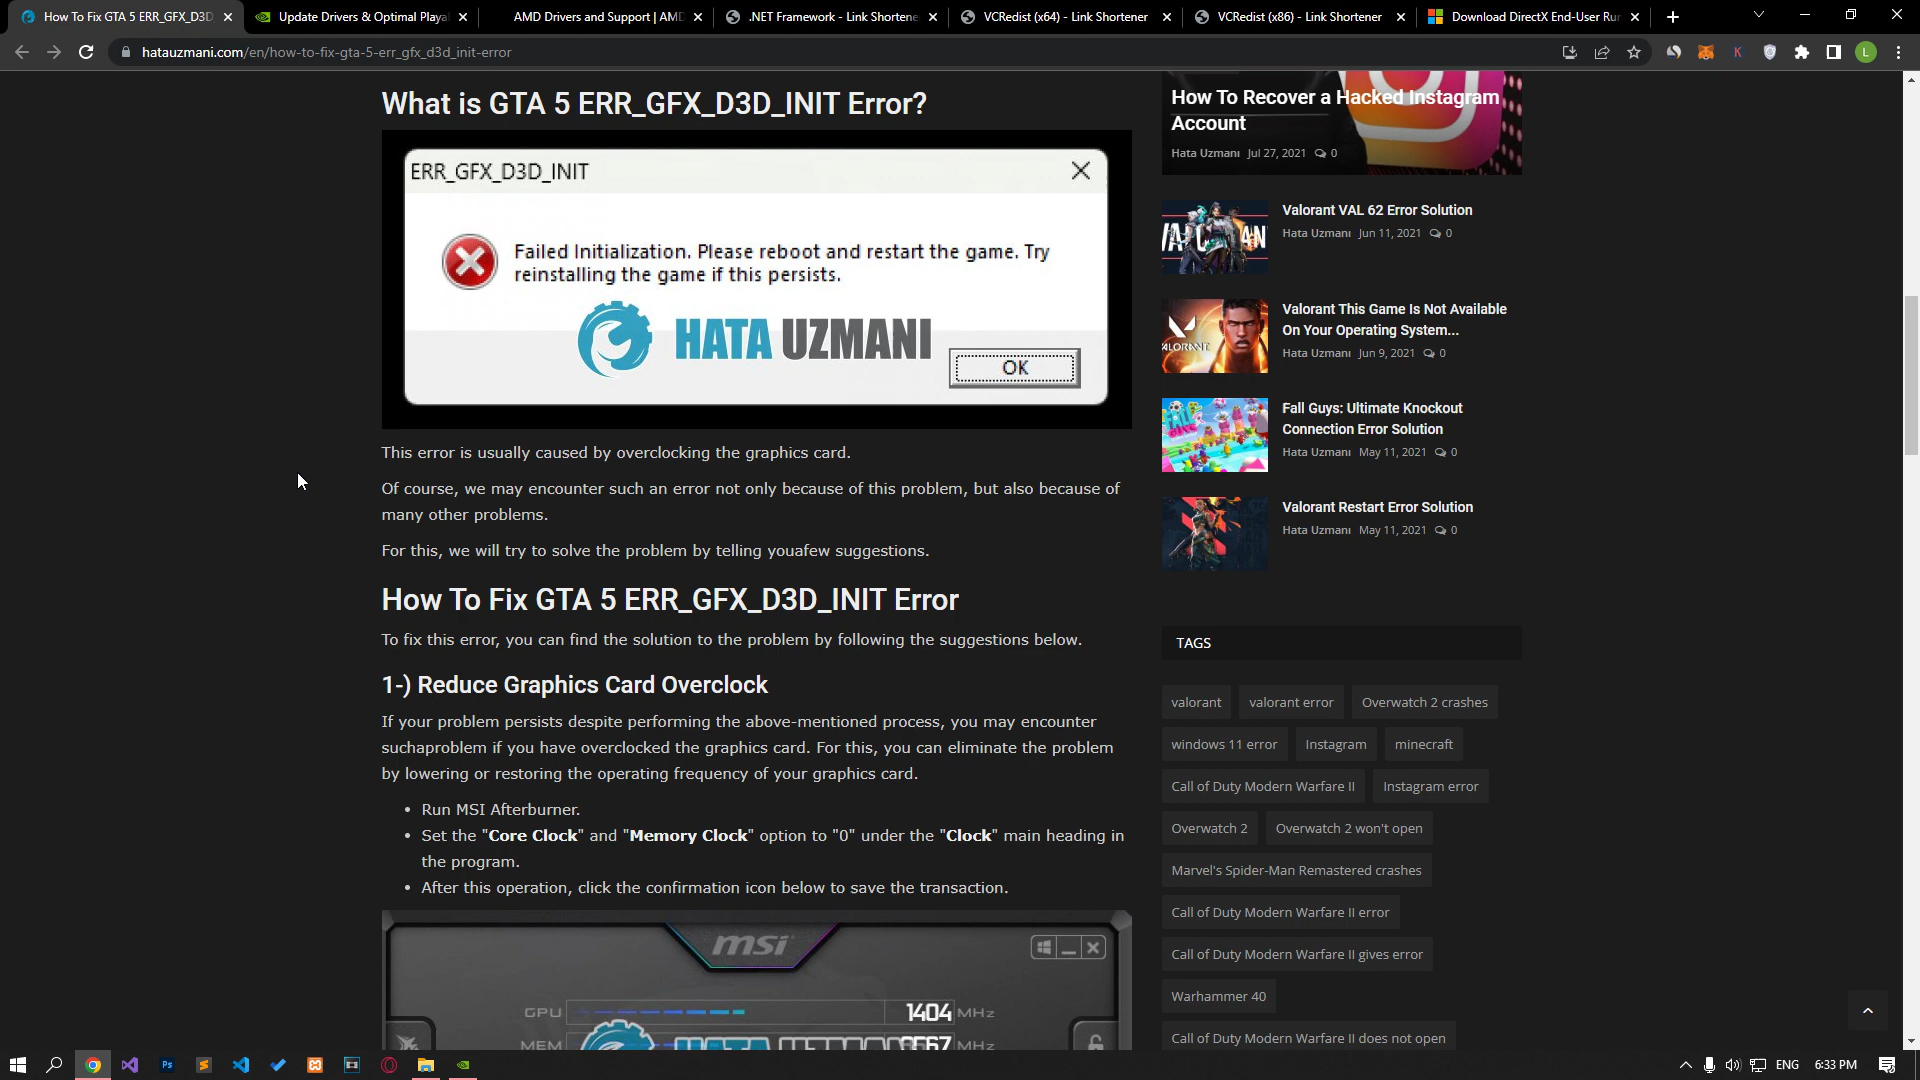 How To Fix GTA 5 ERR_GFX_D3D
Update Drivers & Optimal Playa
AMD Drivers and Support | AMD
.NET Framework - Link Shortene
VCRedist (x64) - Link Shortener
VCRedist (x86) - Link Shortener
Download DirectX End-User Run
hatauzmani.com/en/how-to-fix-gta-5-err_gfx_d3d_init-error
K
L
What is GTA 5 ERR_GFX_D3D_INIT Error?
ERR_GFX_D3D_INIT
Failed Initialization. Please reboot and restart the game. Try
reinstalling the game if this persists.
HATA UZMANI
OK
This error is usually caused by overclocking the graphics card.
Of course, we may encounter such an error not only because of this problem, but also because of
many other problems.
For this, we will try to solve the problem by telling youafew suggestions.
How To Fix GTA 5 ERR_GFX_D3D_INIT Error
To fix this error, you can find the solution to the problem by following the suggestions below.
1-) Reduce Graphics Card Overclock
If your problem persists despite performing the above-mentioned process, you may encounter
suchaproblem if you have overclocked the graphics card. For this, you can eliminate the problem
by lowering or restoring the operating frequency of your graphics card.
• Run MSI Afterburner.
• Set the "Core Clock" and "Memory Clock" option to "0" under the "Clock" main heading in
the program.
• After this operation, click the confirmation icon below to save the transaction.
msi
GPU 1404 MHz
MEM MHz
HATA UZMANI
How To Recover a Hacked Instagram
Account
Hata Uzmanı Jul 27, 2021 0
Valorant VAL 62 Error Solution
Hata Uzmanı Jun 11, 2021 0
VALORANT
Valorant This Game Is Not Available
On Your Operating System...
Hata Uzmanı Jun 9, 2021 0
Fall Guys: Ultimate Knockout
Connection Error Solution
Hata Uzmanı May 11, 2021 0
Valorant Restart Error Solution
Hata Uzmanı May 11, 2021 0
TAGS
valorant
valorant error
Overwatch 2 crashes
windows 11 error
Instagram
minecraft
Call of Duty Modern Warfare II
Instagram error
Overwatch 2
Overwatch 2 won't open
Marvel's Spider-Man Remastered crashes
Call of Duty Modern Warfare II error
Call of Duty Modern Warfare II gives error
Warhammer 40
Call of Duty Modern Warfare II does not open
Ps
ENG
6:33 PM